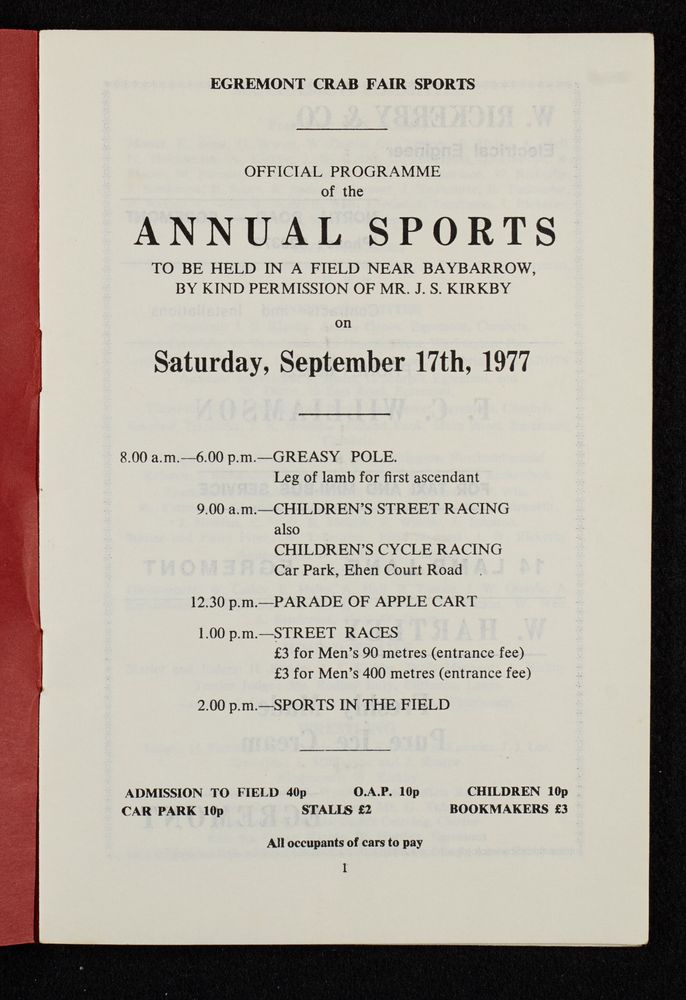 EGREMONT CRAB FAIR SPORTS
OFFICIAL PROGRAMME
of the
ANNUAL SPORTS
TO BE HELD IN A FIELD NEAR BAYBARROW,
BY KIND PERMISSION OF MR. J. S. KIRKBY
on
Saturday, September 17th, 1977
8.00 a.m.—6.00 p.m.—GREASY POLE.
Leg of lamb for first ascendant
9.00 a.m.—CHILDREN'S STREET RACING
also
CHILDREN'S CYCLE RACING
Car Park, Ehen Court Road
12.30 p.m.—PARADE OF APPLE CART
1.00 p.m.—STREET RACES
£3 for Men's 90 metres (entrance fee)
£3 for Men's 400 metres (entrance fee)
2.00 p.m.—SPORTS IN THE FIELD
ADMISSION TO FIELD 40p O.A.P. 10p CHILDREN 10p
CAR PARK 10p STALLS £2 BOOKMAKERS £3
All occupants of cars to pay
1